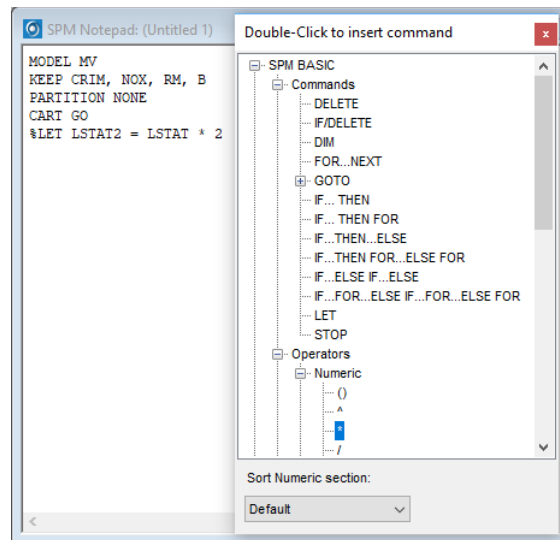 SPM Notepad: (Untitled 1)
MODEL MV
KEEP CRIM, NOX, RM, B
PARTITION NONE
CART GO
%LET LSTAT2 = LSTAT * 2
Double-Click to insert command
x
SPM BASIC
Commands
DELETE
IF/DELETE
DIM
FOR...NEXT
GOTO
IF... THEN
IF... THEN FOR
IF...THEN...ELSE
IF...THEN FOR...ELSE FOR
IF...ELSE IF...ELSE
IF...FOR...ELSE IF...FOR...ELSE FOR
LET
STOP
Operators
Numeric
()
^
*
/
Sort Numeric section:
Default